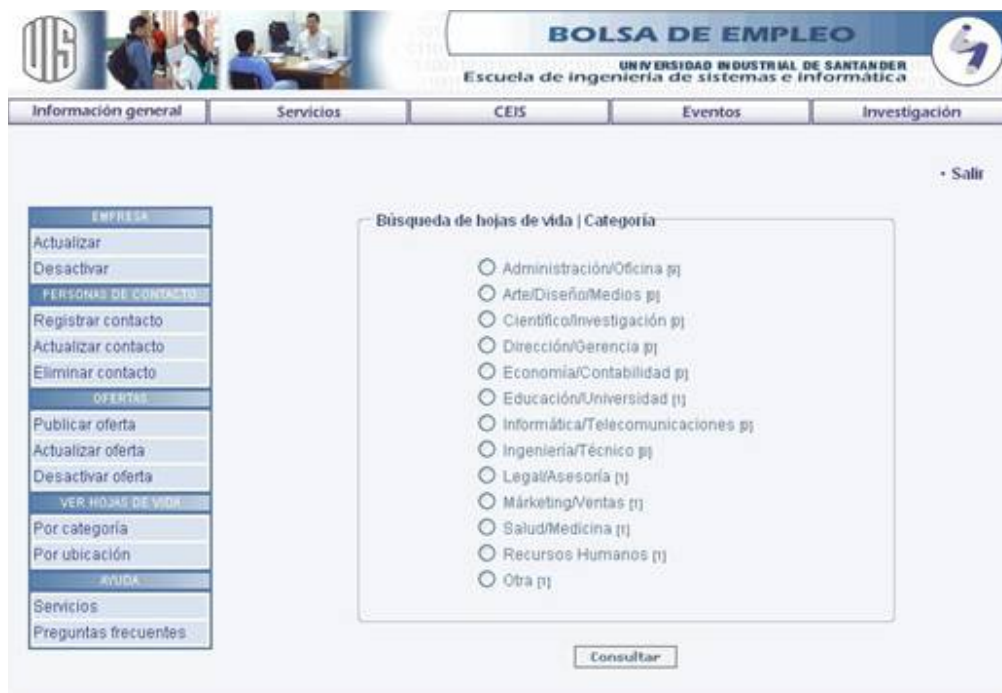 UIS
BOLSA DE EMPLEO
UNIVERSIDAD INDUSTRIAL DE SANTANDER
Escuela de ingeniería de sistemas e informática
Información general
Servicios
CEIS
Eventos
Investigación
• Salir
EMPRESA
Actualizar
Desactivar
PERSONAS DE CONTACTO
Registrar contacto
Actualizar contacto
Eliminar contacto
OFERTAS
Publicar oferta
Actualizar oferta
Desactivar oferta
VER HOJAS DE VIDA
Por categoría
Por ubicación
AYUDA
Servicios
Preguntas frecuentes
Búsqueda de hojas de vida | Categoría
Administración/Oficina
Arte/Diseño/Medios
Científico/Investigación
Dirección/Gerencia
Economía/Contabilidad
Educación/Universidad [1]
Informática/Telecomunicaciones
Ingeniería/Técnico
Legal/Asesoría [1]
Márketing/Ventas [1]
Salud/Medicina [1]
Recursos Humanos [1]
Otra [1]
Consultar